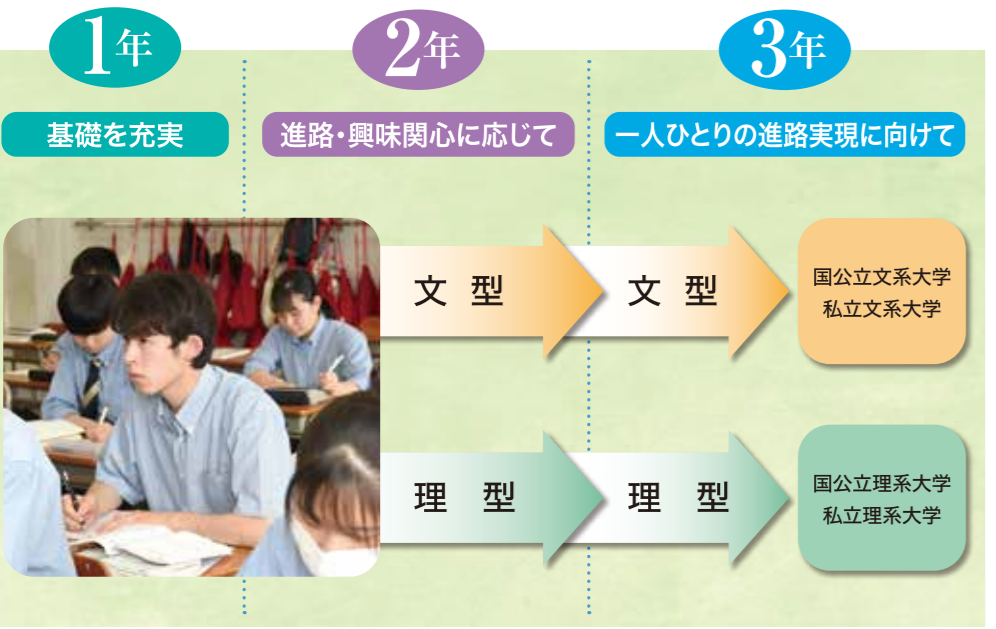 1年
2年
3年
基礎を充実
進路・興味関心に応じて
一人ひとりの進路実現に向けて
文型
文型
国公立文系大学
私立文系大学
理型
理型
国公立理系大学
私立理系大学